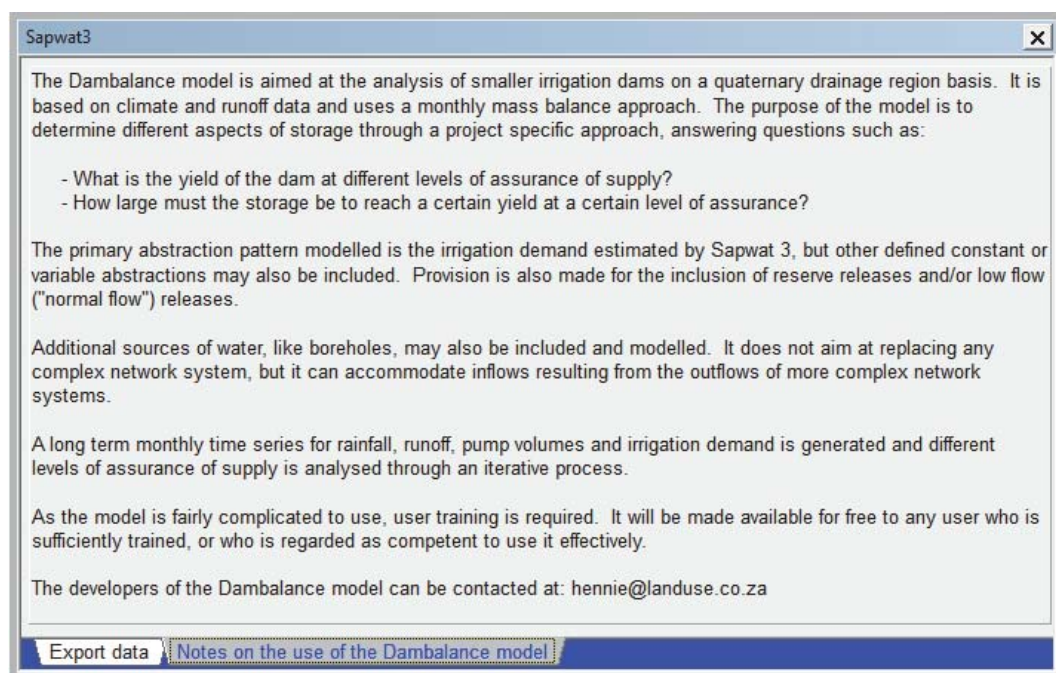 Sapwat3
The Dambalance model is aimed at the analysis of smaller irrigation dams on a quaternary drainage region basis.  It is
based on climate and runoff data and uses a monthly mass balance approach.  The purpose of the model is to
determine different aspects of storage through a project specific approach, answering questions such as:
- What is the yield of the dam at different levels of assurance of supply?
- How large must the storage be to reach a certain yield at a certain level of assurance?
The primary abstraction pattern modelled is the irrigation demand estimated by Sapwat 3, but other defined constant or
variable abstractions may also be included.  Provision is also made for the inclusion of reserve releases and/or low flow
("normal flow") releases.
Additional sources of water, like boreholes, may also be included and modelled.  It does not aim at replacing any
complex network system, but it can accommodate inflows resulting from the outflows of more complex network
systems.
A long term monthly time series for rainfall, runoff, pump volumes and irrigation demand is generated and different
levels of assurance of supply is analysed through an iterative process.
As the model is fairly complicated to use, user training is required.  It will be made available for free to any user who is
sufficiently trained, or who is regarded as competent to use it effectively.
The developers of the Dambalance model can be contacted at: hennie@landuse.co.za
Export data Notes on the use of the Dambalance model